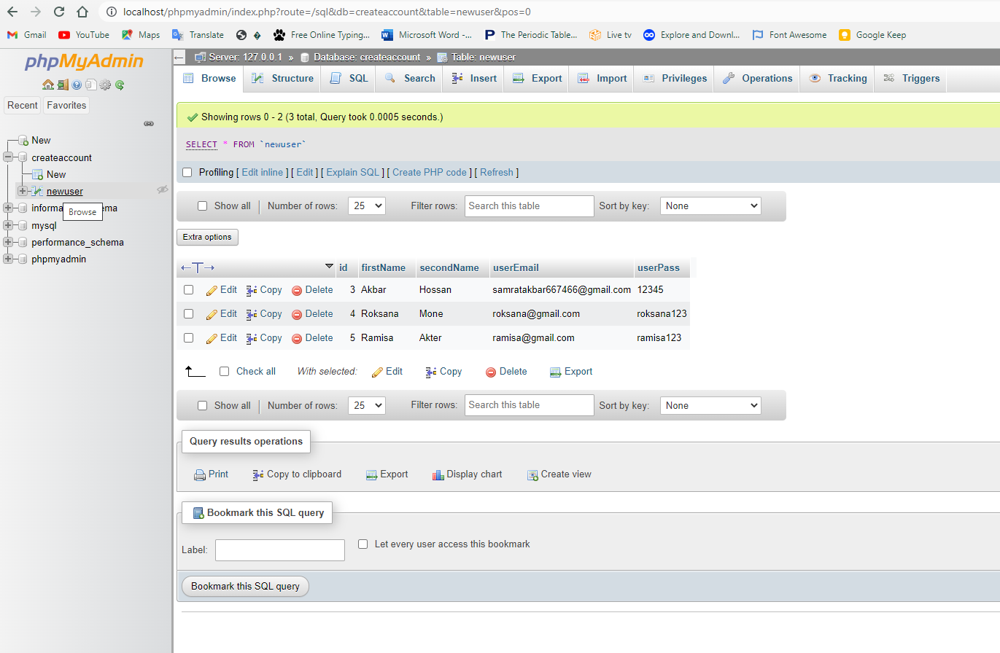 localhost/phpmyadmin/index.php?route=/sql&db=createaccount&table=newuser&pos=0
Gmail YouTube Maps Translate Free Online Typing... Microsoft Word -... The Periodic Table... Live tv Explore and Downl... Font Awesome Google Keep
phpMyAdmin
Recent Favorites
New
createaccount
New
newuser
Browse
mysql
performance_schema
phpmyadmin
Server: 127.0.0.1 » Database: createaccount » Table: newuser
Browse Structure SQL Search Insert Export Import Privileges Operations Tracking Triggers
Showing rows 0 - 2 (3 total, Query took 0.0005 seconds.)
SELECT * FROM `newuser`
Profiling [ Edit inline ] [ Edit ] [ Explain SQL ] [ Create PHP code ] [ Refresh ]
Show all Number of rows: 25 Filter rows: Search this table Sort by key: None
Extra options
id firstName secondName userEmail userPass
Edit Copy Delete 3 Akbar Hossan samratakbar667466@gmail.com 12345
Edit Copy Delete 4 Roksana Mone roksana@gmail.com roksana123
Edit Copy Delete 5 Ramisa Akter ramisa@gmail.com ramisa123
Check all With selected: Edit Copy Delete Export
Show all Number of rows: 25 Filter rows: Search this table Sort by key: None
Query results operations
Print Copy to clipboard Export Display chart Create view
Bookmark this SQL query
Label: Let every user access this bookmark
Bookmark this SQL query